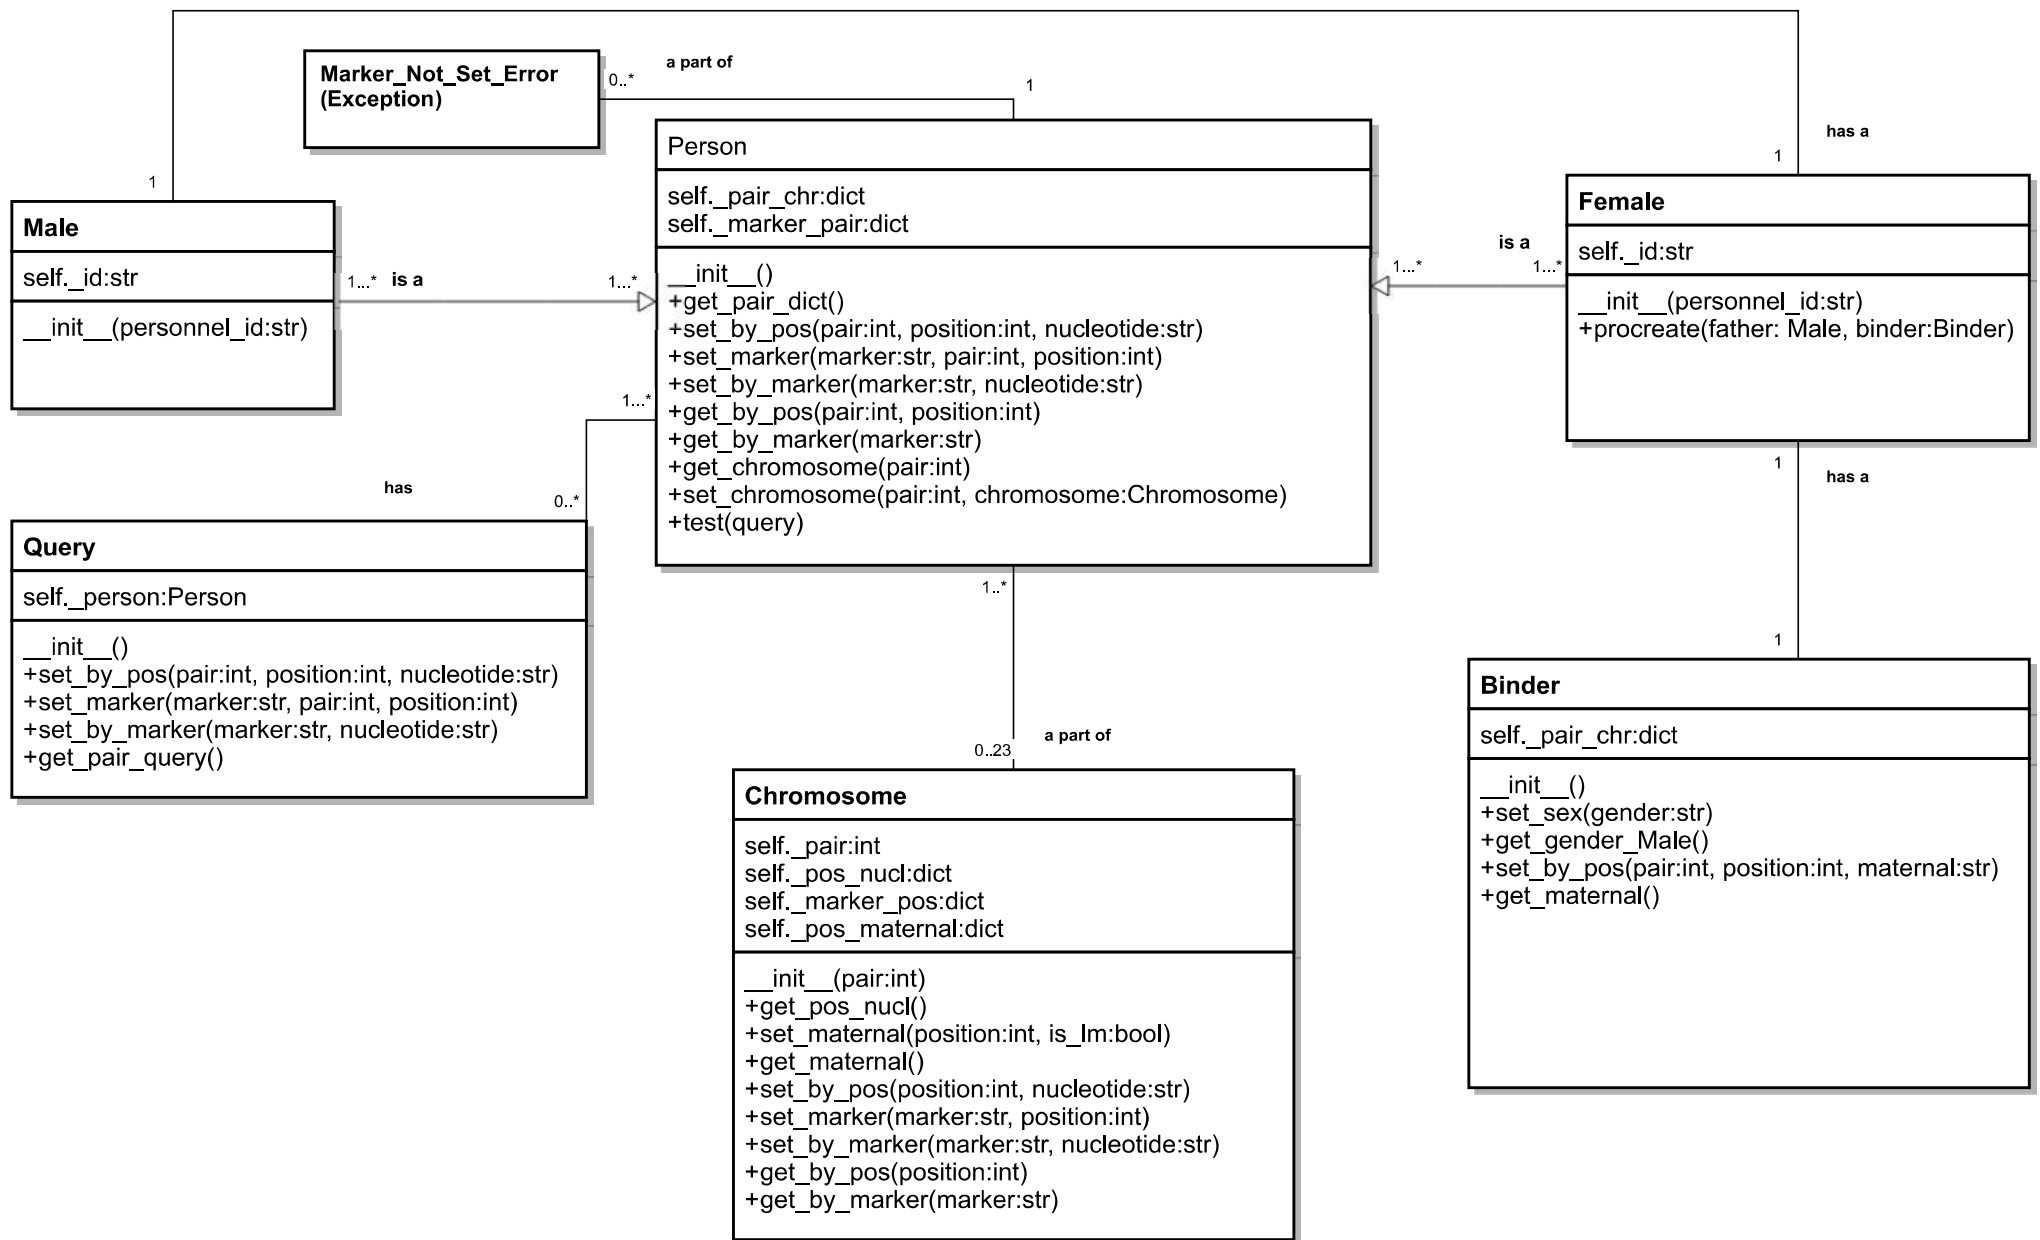 Marker_Not_Set_Error
(Exception)
0..*
a part of
1
Person
self._pair_chr:dict
self._marker_pair:dict
__init__()
+get_pair_dict()
+set_by_pos(pair:int, position:int, nucleotide:str)
+set_marker(marker:str, pair:int, position:int)
+set_by_marker(marker:str, nucleotide:str)
+get_by_pos(pair:int, position:int)
+get_by_marker(marker:str)
+get_chromosome(pair:int)
+set_chromosome(pair:int, chromosome:Chromosome)
+test(query)
1
Male
self._id:str
__init__(personnel_id:str)
1...*
is a
1...*
has a
1
Female
self._id:str
__init__(personnel_id:str)
+procreate(father: Male, binder:Binder)
is a
1...*
1...*
1...*
has
0..*
Query
self._person:Person
__init__()
+set_by_pos(pair:int, position:int, nucleotide:str)
+set_marker(marker:str, pair:int, position:int)
+set_by_marker(marker:str, nucleotide:str)
+get_pair_query()
1..*
a part of
0..23
Chromosome
self._pair:int
self._pos_nucl:dict
self._marker_pos:dict
self._pos_maternal:dict
__init__(pair:int)
+get_pos_nucl()
+set_maternal(position:int, is_lm:bool)
+get_maternal()
+set_by_pos(position:int, nucleotide:str)
+set_marker(marker:str, position:int)
+set_by_marker(marker:str, nucleotide:str)
+get_by_pos(position:int)
+get_by_marker(marker:str)
1
has a
1
Binder
self._pair_chr:dict
__init__()
+set_sex(gender:str)
+get_gender_Male()
+set_by_pos(pair:int, position:int, maternal:str)
+get_maternal()